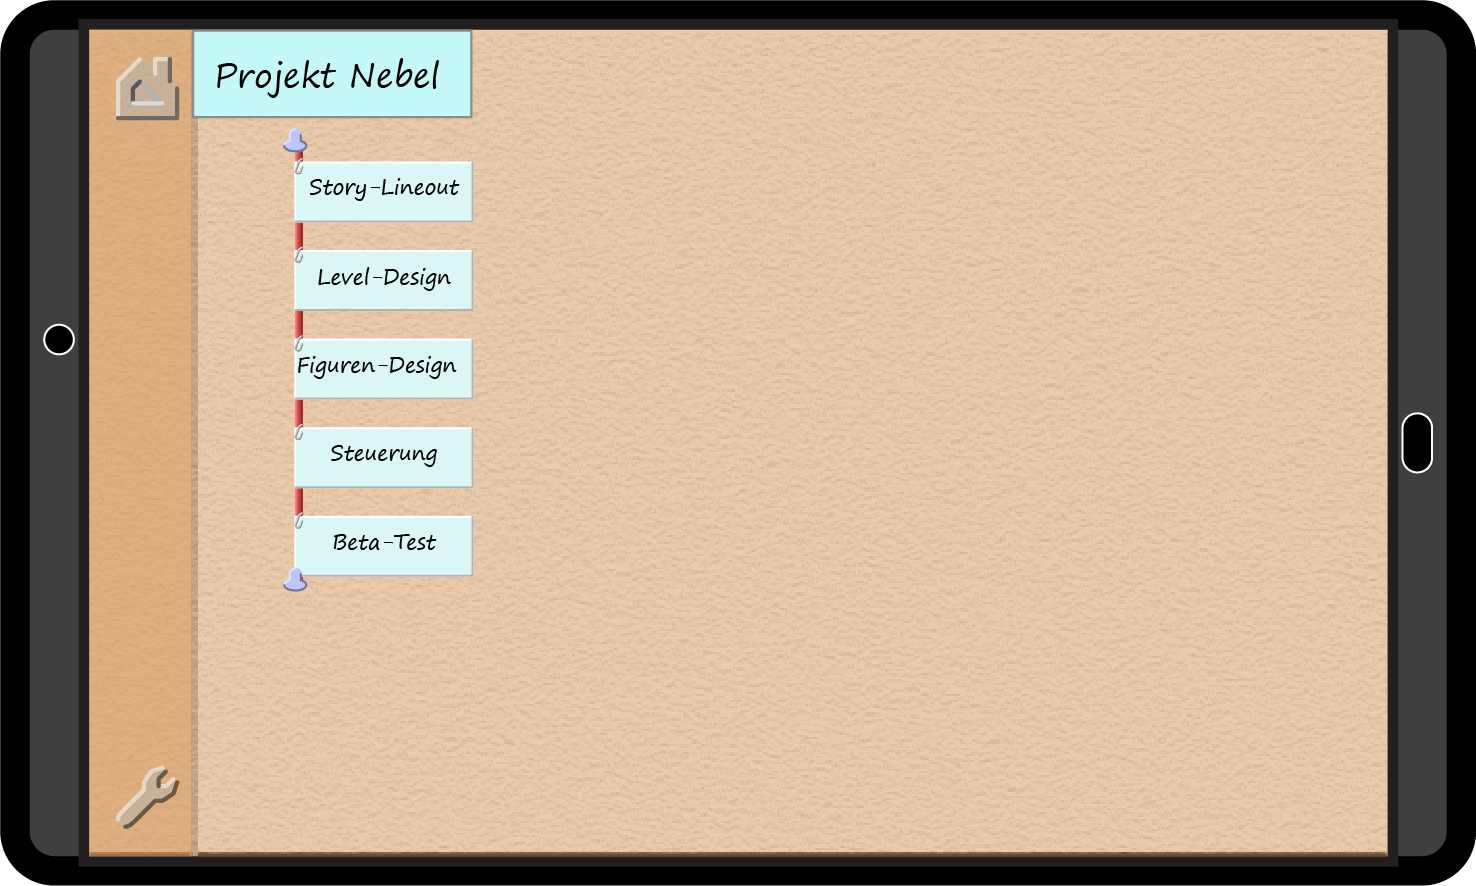 Projekt Nebel
Story-Lineout
Level-Design
Figuren-Design
Steuerung
Beta-Test